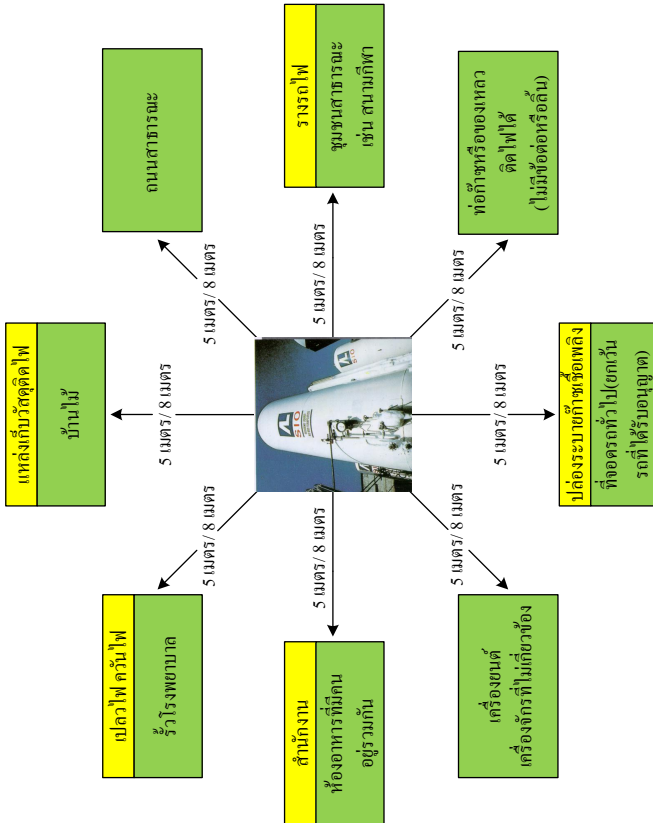 แหล่งเก็บวัสดุติดไฟ
บ้านไม้
เปลวไฟ ควันไฟ
รั้วโรงพยาบาล
ถนนสาธารณะ
5 เมตร/ 8 เมตร
5 เมตร/ 8 เมตร
5 เมตร/ 8 เมตร
สำนักงาน
ห้องอาหารที่มีคน
อยู่รวมกัน
5 เมตร/ 8 เมตร
SIG
5 เมตร/ 8 เมตร
รางรถไฟ
ชุมชนสาธารณะ
เช่น สนามกีฬา
5 เมตร/ 8 เมตร
5 เมตร/ 8 เมตร
5 เมตร/ 8 เมตร
เครื่องยนต์
เครื่องจักรที่ไม่เกี่ยวข้อง
ปล่องระบายก๊าซเชื้อเพลิง
ที่จอดรถทั่วไป(ยกเว้น
รถที่ได้รับอนุญาต)
ท่อก๊าซหรือของเหลว
ติดไฟได้
(ไม่มีข้อต่อหรือลิ้น)